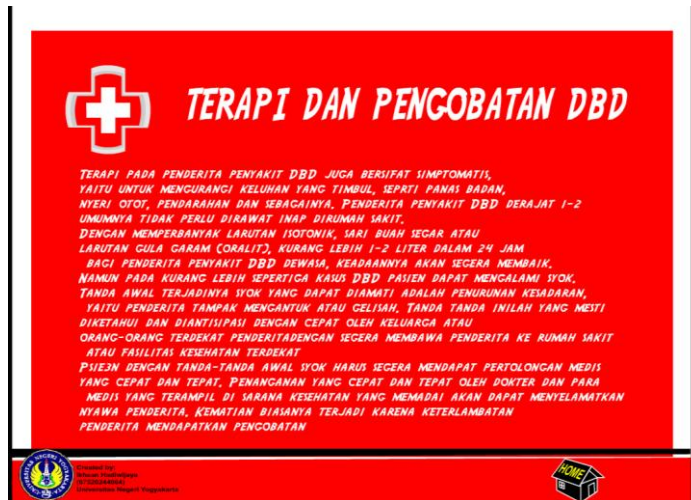 TERAPI DAN PENGOBATAN DBD
TERAPI PADA PENDERITA PENYAKIT DBD JUGA BERSIFAT SIMPTOMATIS,
YAITU UNTUK MENGURANGI KELUHAN YANG TIMBUL, SEPRTI PANAS BADAN,
NYERI OTOT, PENDARAHAN DAN SEBAGAINYA. PENDERITA PENYAKIT DBD DERAJAT 1-2
UMUMNYA TIDAK PERLU DIRAWAT INAP DIRUMAH SAKIT.
DENGAN MEMPERBANYAK LARUTAN ISOTONIK, SARI BUAH SEGAR ATAU
LARUTAN GULA GARAM (ORALIT), KURANG LEBIH 1-2 LITER DALAM 24 JAM
BAGI PENDERITA PENYAKIT DBD DEWASA, KEADAANNYA AKAN SEGERA MEMBAIK.
NAMUN PADA KURANG LEBIH SEPERTIGA KASUS DBD PASIEN DAPAT MENGALAMI SYOK.
TANDA AWAL TERJADINYA SYOK YANG DAPAT DIAMATI ADALAH PENURUNAN KESADARAN,
YAITU PENDERITA TAMPAK MENGANTUK ATAU GELISAH. TANDA TANDA INILAH YANG MESTI
DIKETAHUI DAN DIANTISIPASI DENGAN CEPAT OLEH KELUARGA ATAU
ORANG-ORANG TERDEKAT PENDERITADENGAN SEGERA MEMBAWA PENDERITA KE RUMAH SAKIT
ATAU FASILITAS KESEHATAN TERDEKAT
PSIE3N DENGAN TANDA-TANDA AWAL SYOK HARUS SEGERA MENDAPAT PERTOLONGAN MEDIS
YANG CEPAT DAN TEPAT. PENANGANAN YANG CEPAT DAN TEPAT OLEH DOKTER DAN PARA
MEDIS YANG TERAMPIL DI SARANA KESEHATAN YANG MEMADAI AKAN DAPAT MENYELAMATKAN
NYAWA PENDERITA. KEMATIAN BIASANYA TERJADI KARENA KETERLAMBATAN
PENDERITA MENDAPATKAN PENGOBATAN
Created by:
Universitas Negeri Yogyakarta
HOME